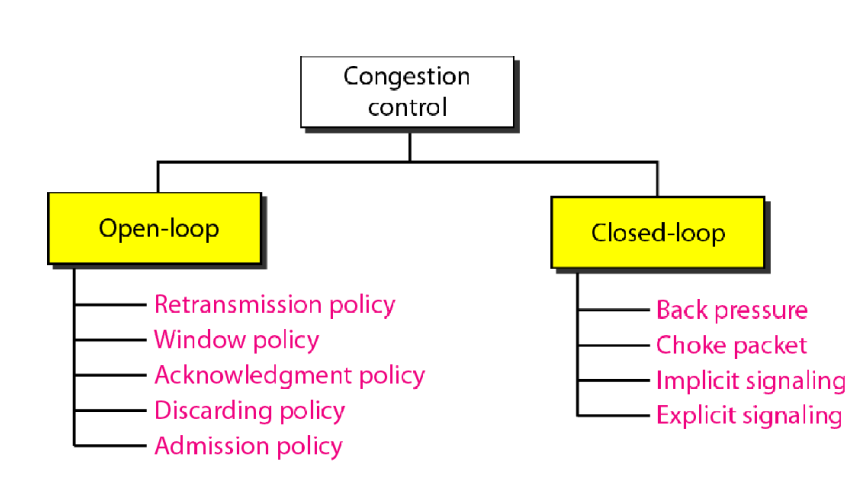 Congestion
control
Open-loop
Retransmission policy
Window policy
Acknowledgment policy
Discarding policy
Admission policy
Closed-loop
Back pressure
Choke packet
Implicit signaling
Explicit signaling